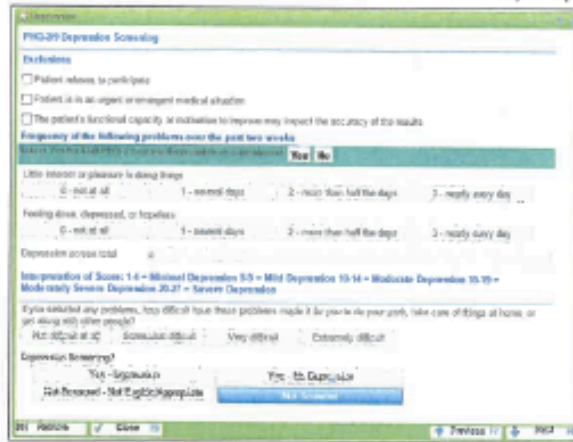 PHQ-2/9 Depression Screening
Exclusions
Patient refuses to participate
Patient is in an urgent or emergent medical situation
The patient's functional capacity or motivation to improve may impact the accuracy of the results
Frequency of the following problems over the past two weeks
Yes No
Little interest or pleasure in doing things
0 - not at all 1 - several days 2 - more than half the days 3 - nearly every day
Feeling down, depressed, or hopeless
0 - not at all 1 - several days 2 - more than half the days 3 - nearly every day
Depression screen total
Interpretation of Score: 1-4 = Minimal Depression 5-9 = Mild Depression 10-14 = Moderate Depression 15-19 =
Moderately Severe Depression 20-27 = Severe Depression
If you selected any problems, how difficult have these problems made it for you to do your work, take care of things at home, or
get along with other people?
Not difficult at all Somewhat difficult Very difficult Extremely difficult
Depression Screening?
Yes - Depression Yes - No Depression
Not Screened - Not Eligible/Appropriate Not Screened
Close Previous Next